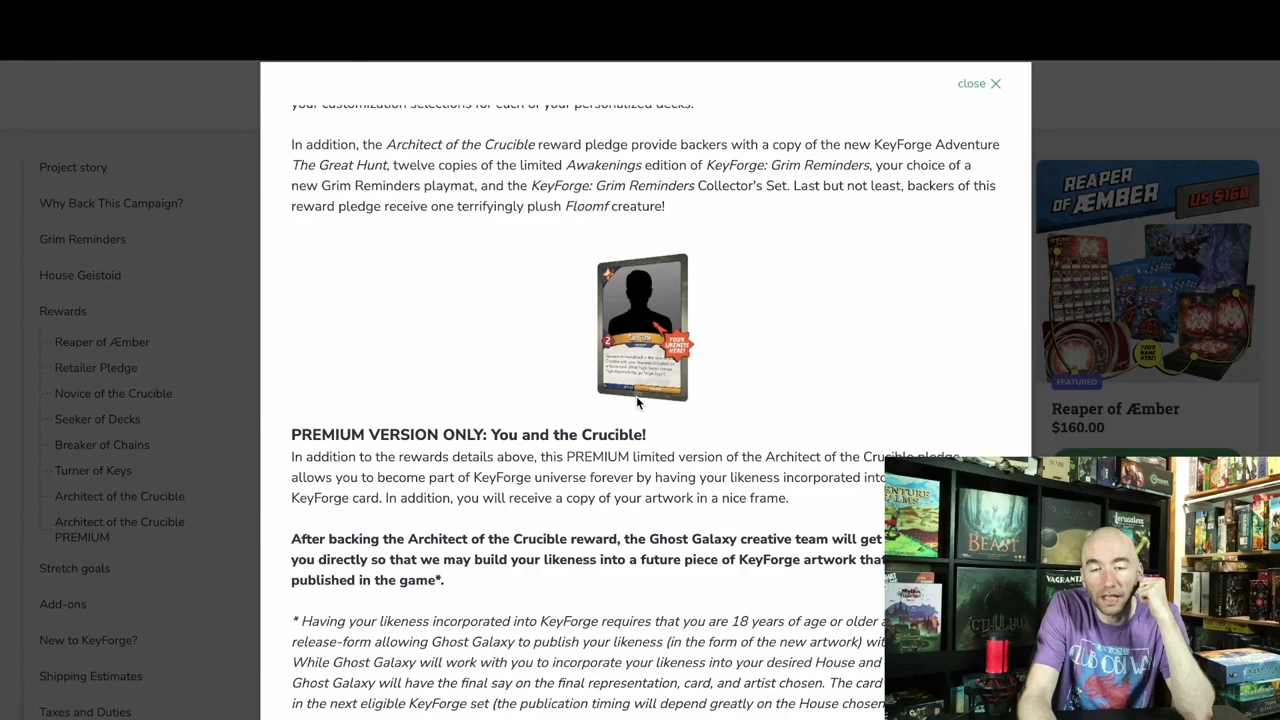 close
your customization selections for each of your personalized decks.
In addition, the Architect of the Crucible reward pledge provide backers with a copy of the new KeyForge Adventure
The Great Hunt, twelve copies of the limited Awakenings edition of KeyForge: Grim Reminders, your choice of a
new Grim Reminders playmat, and the KeyForge: Grim Reminders Collector's Set. Last but not least, backers of this
reward pledge receive one terrifyingly plush Floomf creature!
2
YOUR
LIKENESS
HERE!
PREMIUM VERSION ONLY: You and the Crucible!
In addition to the rewards details above, this PREMIUM limited version of the Architect of the Crucible pledge
allows you to become part of KeyForge universe forever by having your likeness incorporated into
KeyForge card. In addition, you will receive a copy of your artwork in a nice frame.
After backing the Architect of the Crucible reward, the Ghost Galaxy creative team will get
you directly so that we may build your likeness into a future piece of KeyForge artwork that
published in the game*.
* Having your likeness incorporated into KeyForge requires that you are 18 years of age or older
release-form allowing Ghost Galaxy to publish your likeness (in the form of the new artwork)
While Ghost Galaxy will work with you to incorporate your likeness into your desired House and
Ghost Galaxy will have the final say on the final representation, card, and artist chosen. The card
in the next eligible KeyForge set (the publication timing will depend greatly on the House chosen
Project story
Why Back This Campaign?
Grim Reminders
House Geistoid
Rewards
Reaper of Æmber
Retailer Pledge
Novice of the Crucible
Seeker of Decks
Breaker of Chains
Turner of Keys
Architect of the Crucible
Architect of the Crucible
PREMIUM
Stretch goals
Add-ons
New to KeyForge?
Shipping Estimates
Taxes and Duties
REAPER
OF ÆMBER
US $160
YOUR
NAME
HERE!
FEATURED
Reaper of Æmber
$160.00
BEAST
VAGRANT
CTHULHU
Jerusalem